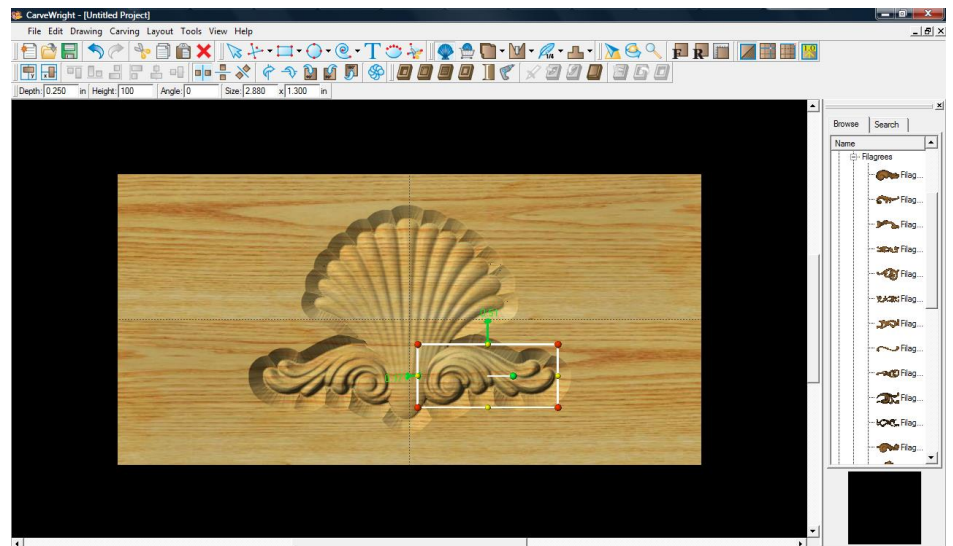 CarveWright - [Untitled Project]
File Edit Drawing Carving Layout Tools View Help
T 1/4 F R
Depth: 0.250 in Height: 100 Angle: 0 Size: 2.880 x 1.300 in
Browse Search
Name
Filagrees
Filag...
Filag...
Filag...
Filag...
Filag...
Filag...
Filag...
Filag...
Filag...
Filag...
Filag...
Filag...